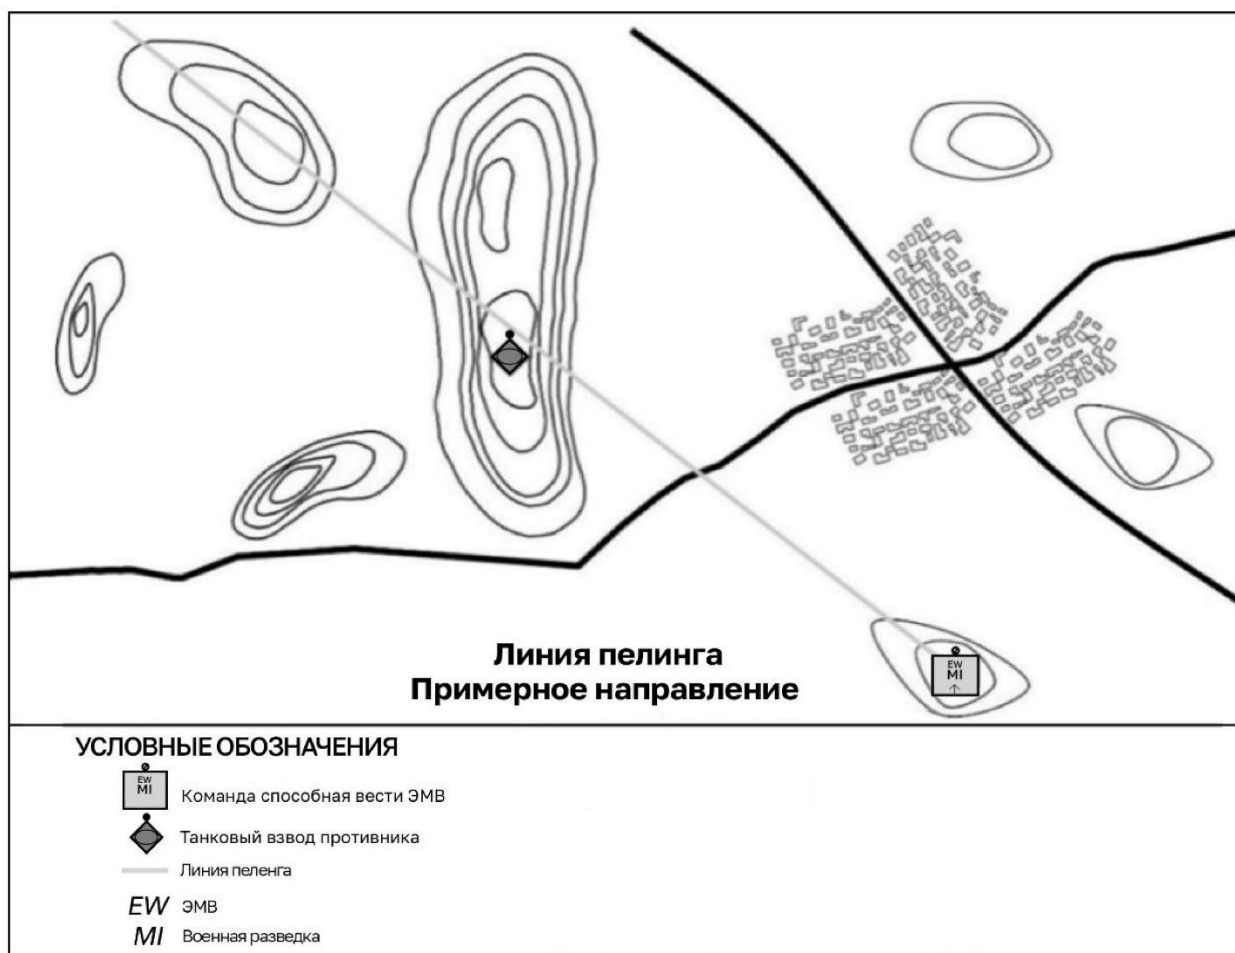 EW
MI
Линия пелинга
Примерное направление
УСЛОВНЫЕ ОБОЗНАЧЕНИЯ
EW
MI
Команда способная вести ЭМВ
Танковый взвод противника
Линия пеленга
EW ЭМВ
MI Военная разведка